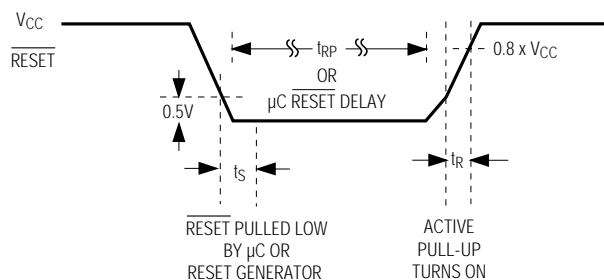 VCC
RESET
tRP
OR
µC RESET DELAY
0.8 x VCC
0.5V
tS
tR
RESET PULLED LOW
BY µC OR
RESET GENERATOR
ACTIVE
PULL-UP
TURNS ON